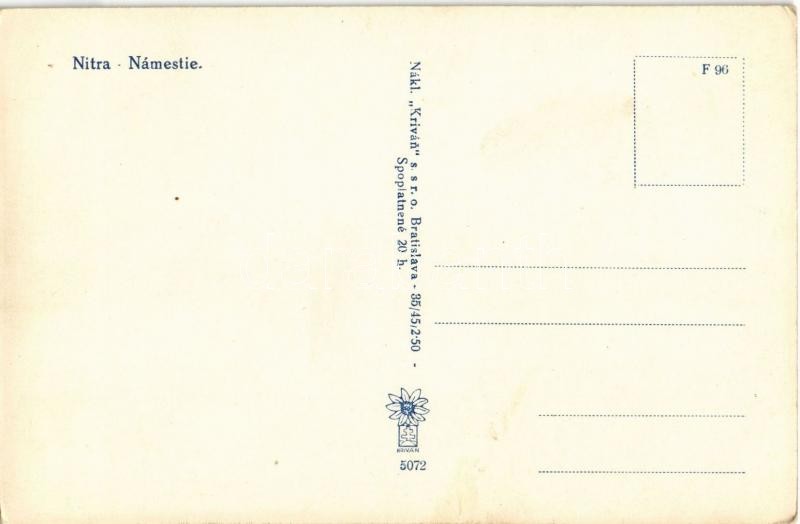 Nitra - Námestie.
F 96
Nákl. „Kriváň" s. s r. o. Bratislava - 35/45/2·50 -
Spoplatnené 20 h.
KRIVÁŇ
5072